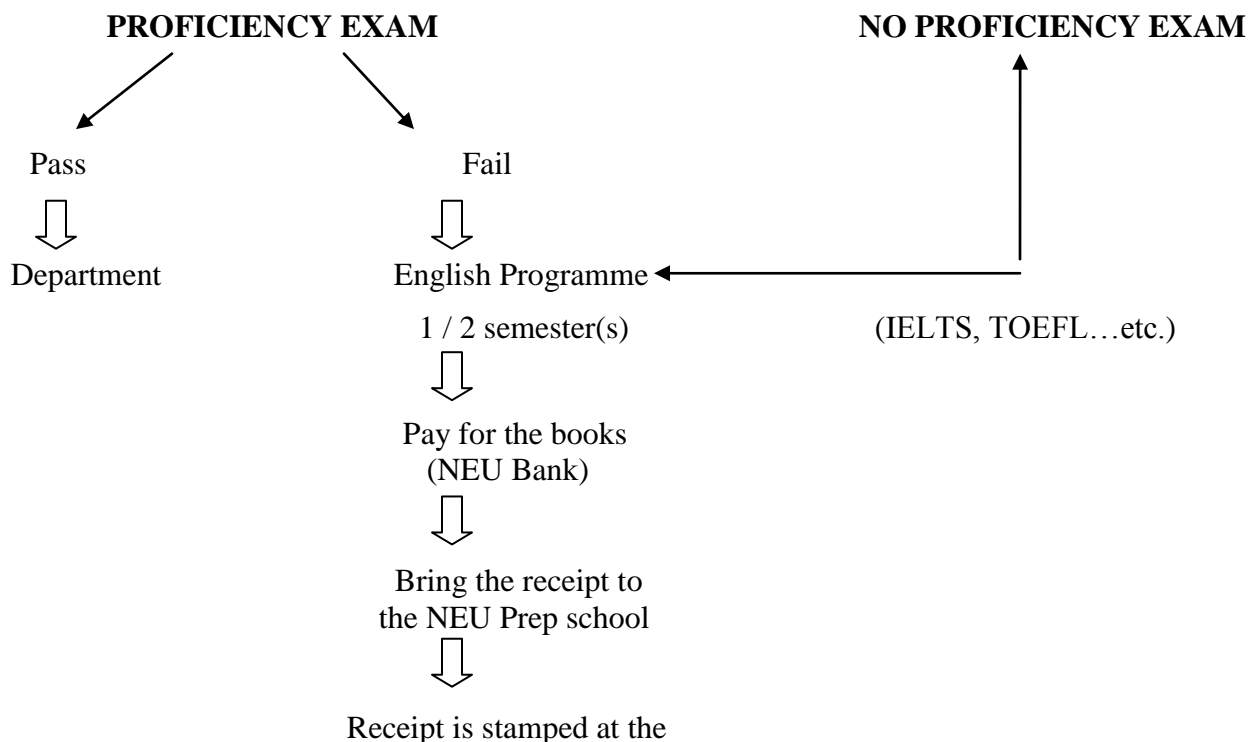 PROFICIENCY EXAM
NO PROFICIENCY EXAM
Pass
Fail
Department
English Programme
1 / 2 semester(s)
(IELTS, TOEFL…etc.)
Pay for the books
(NEU Bank)
Bring the receipt to
the NEU Prep school
Receipt is stamped at the